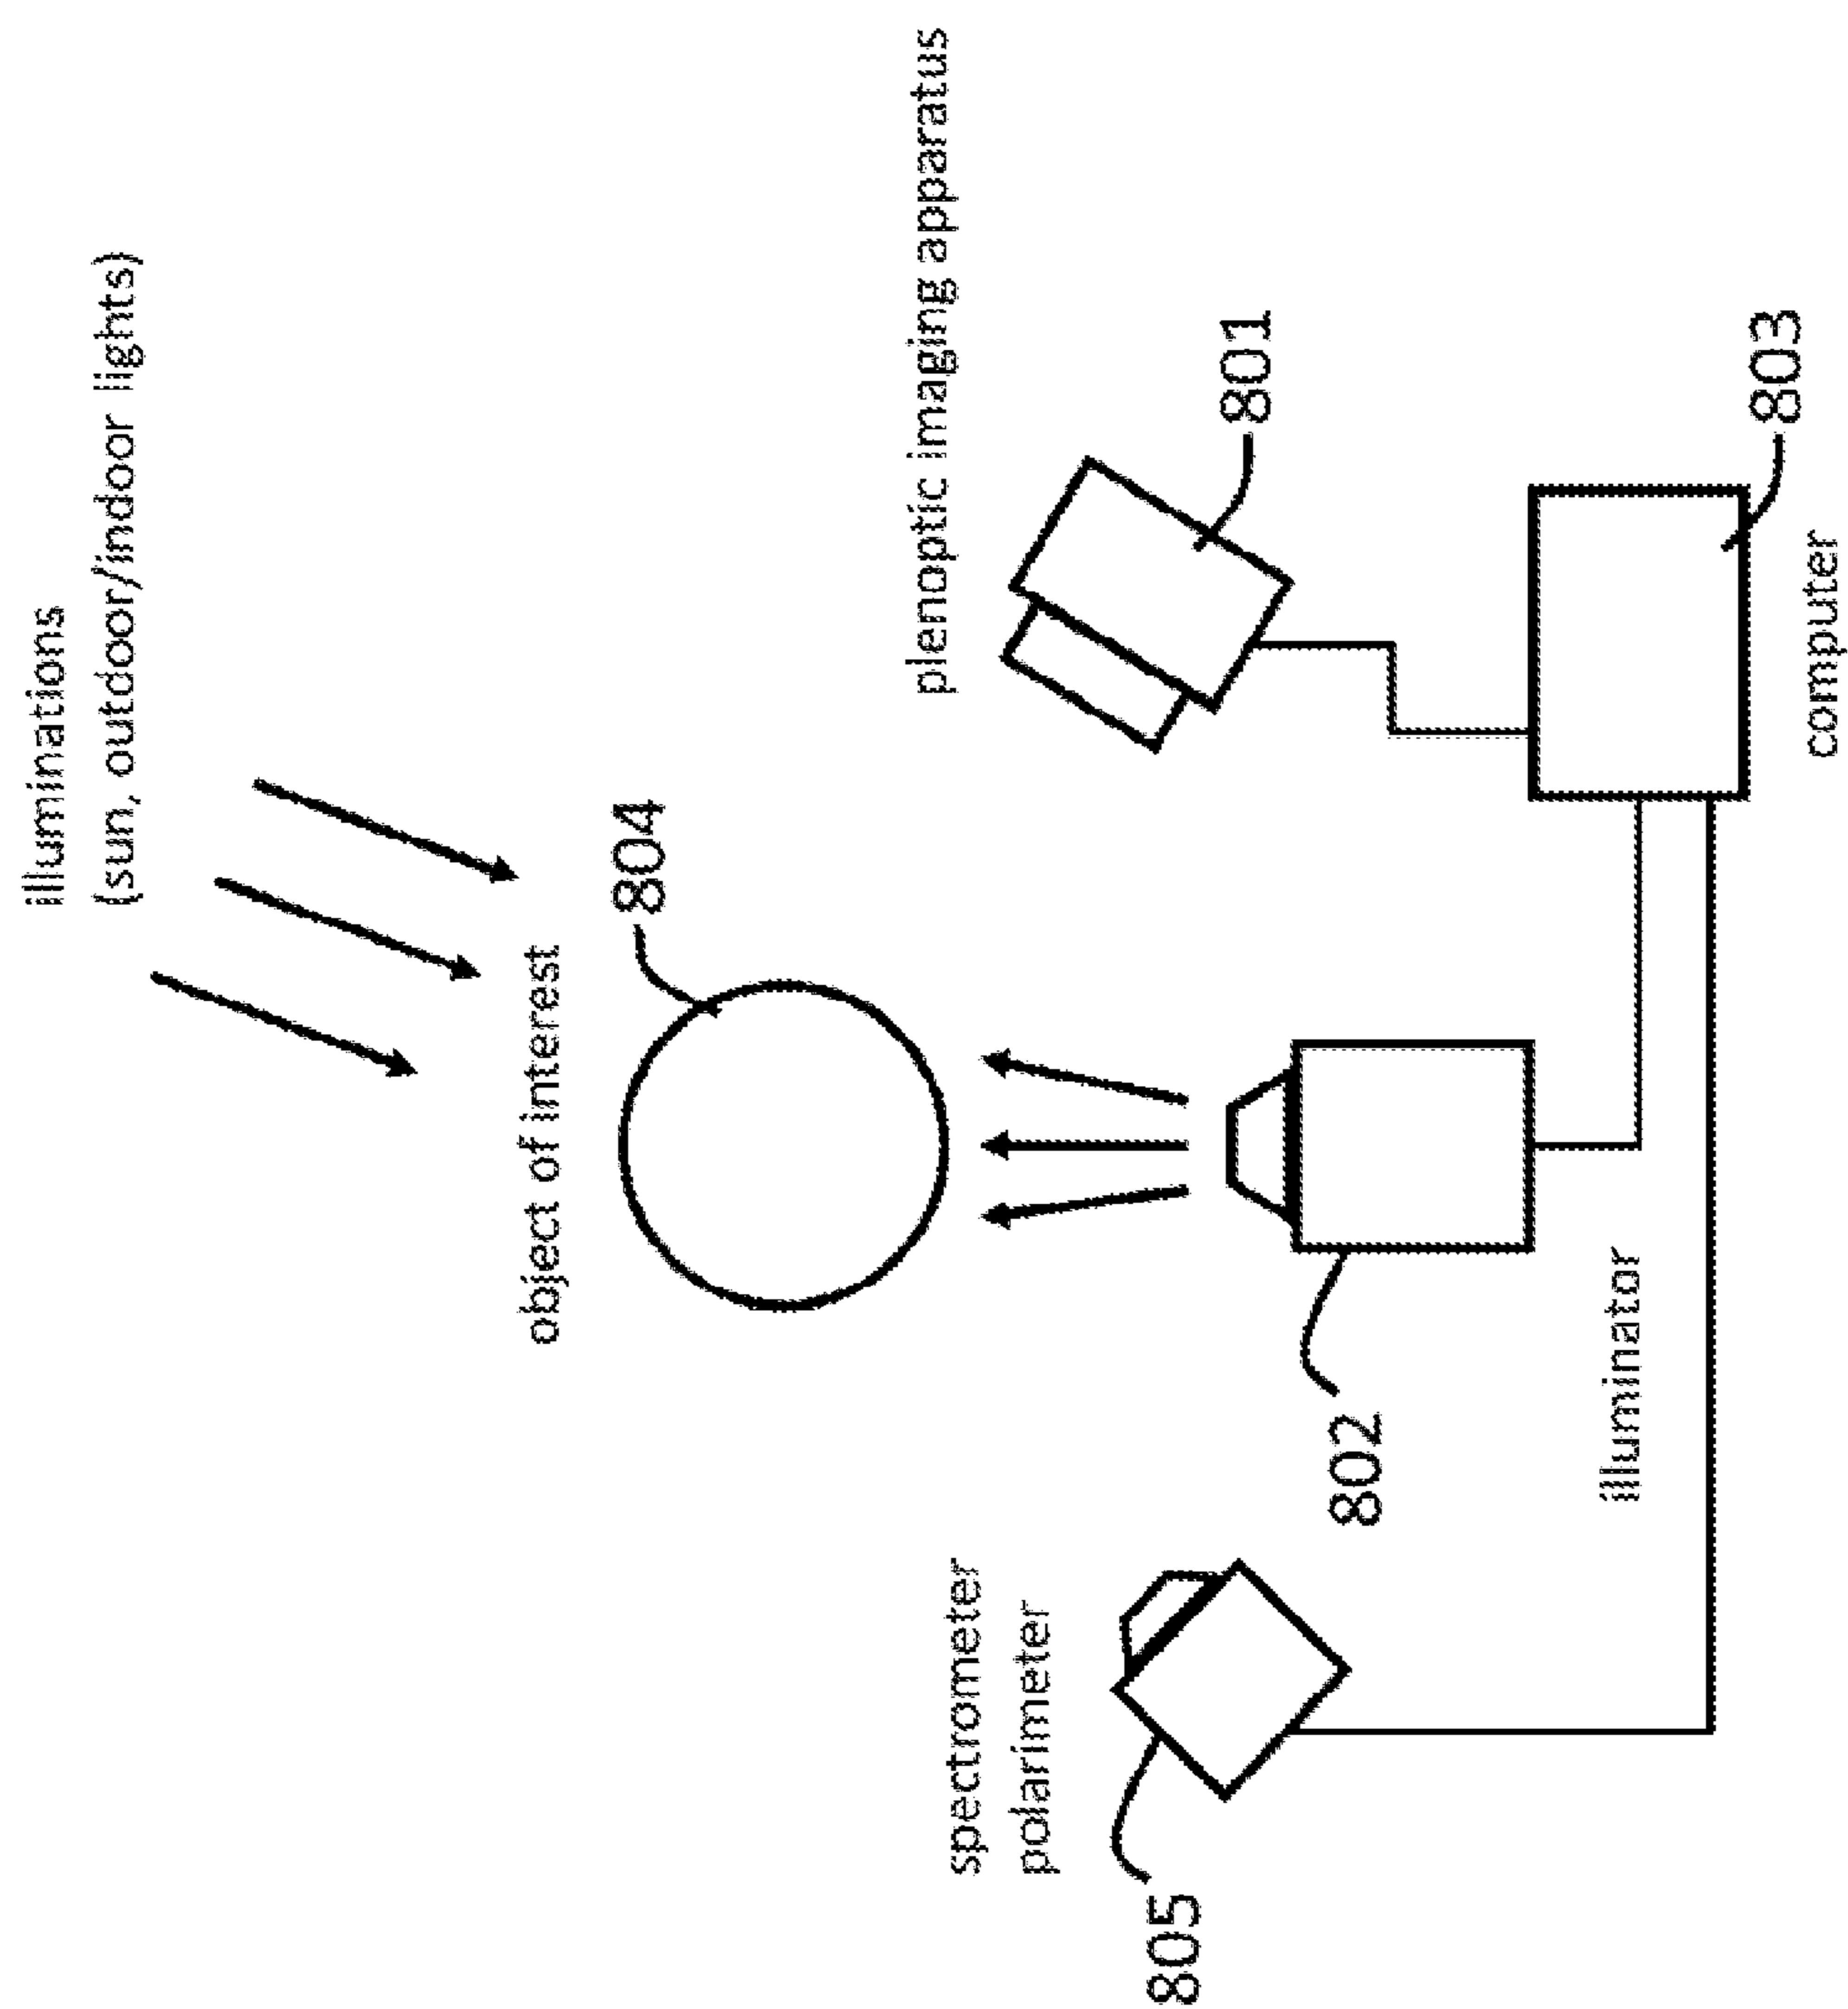 illuminations
(sun, outdoor/indoor lights)
object of interest
804
plenoptic imaging apparatus
801
spectrometer
polarimeter
805
802
illuminator
803
computer